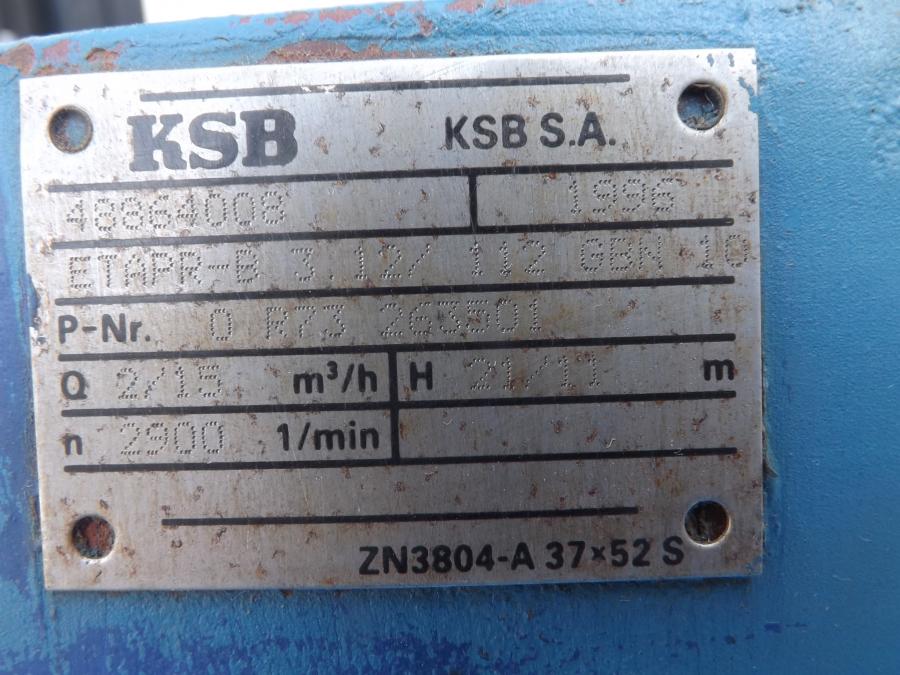 KSB KSB S.A.
46364008 1996
ETAPR-B 3.12/ 112 GBN 10
P-Nr. 0 R73 263501
Q 2/15 m³/h H 21/11 m
n 2900 1/min
ZN3804-A 37×52 S